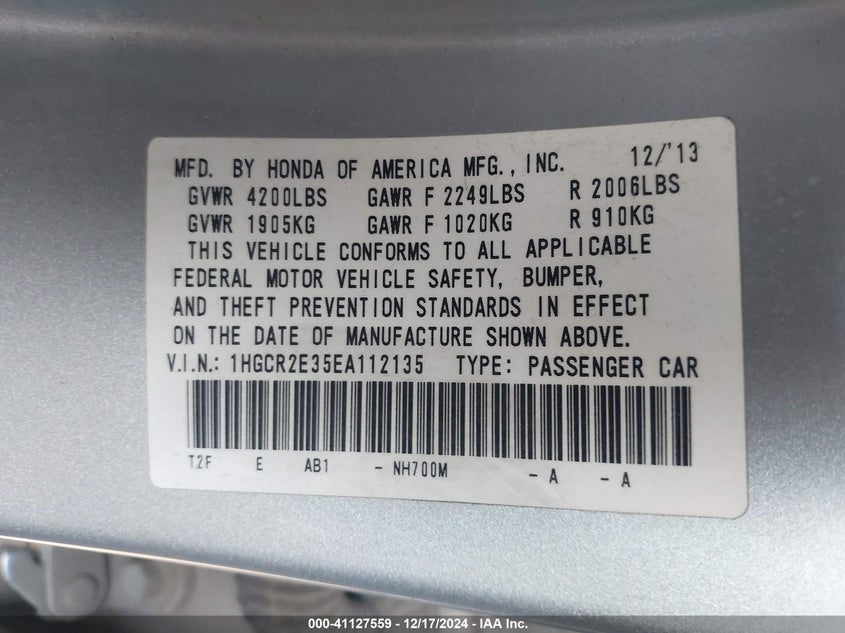 MFD. BY HONDA OF AMERICA MFG., INC. 12/'13
GVWR 4200LBS GAWR F 2249LBS R 2006LBS
GVWR 1905KG GAWR F 1020KG R 910KG
THIS VEHICLE CONFORMS TO ALL APPLICABLE
FEDERAL MOTOR VEHICLE SAFETY, BUMPER,
AND THEFT PREVENTION STANDARDS IN EFFECT
ON THE DATE OF MANUFACTURE SHOWN ABOVE.
V.I.N.: 1HGCR2E35EA112135 TYPE: PASSENGER CAR
T2F E AB1 - NH700M - A - A
000-41127559 - 12/17/2024 - IAA Inc.